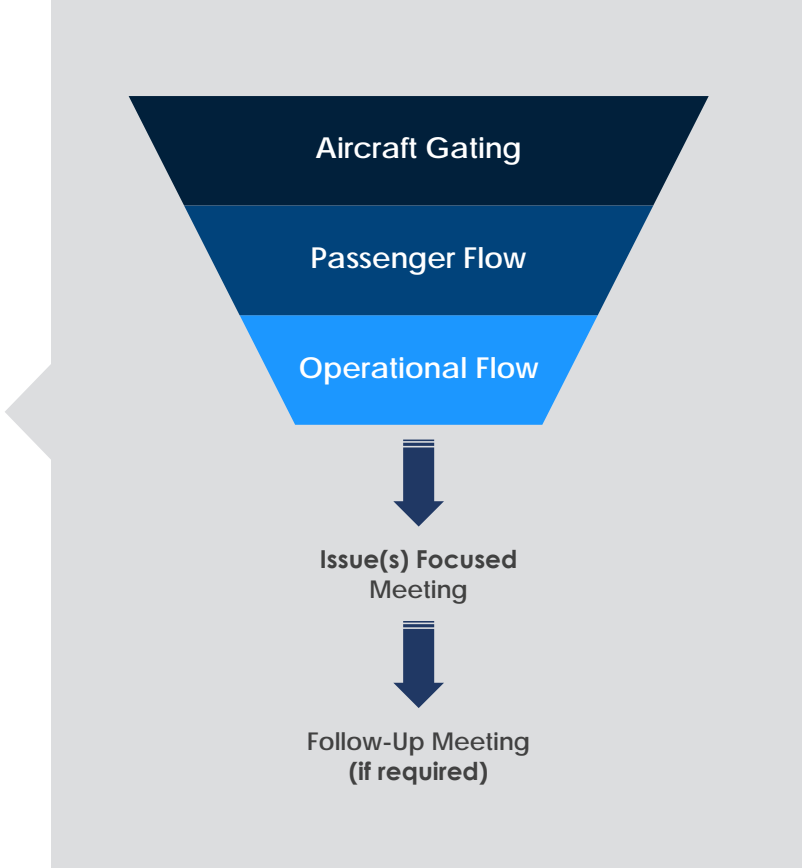 Aircraft Gating
Passenger Flow
Operational Flow
Issue(s) Focused
Meeting
Follow-Up Meeting
(if required)